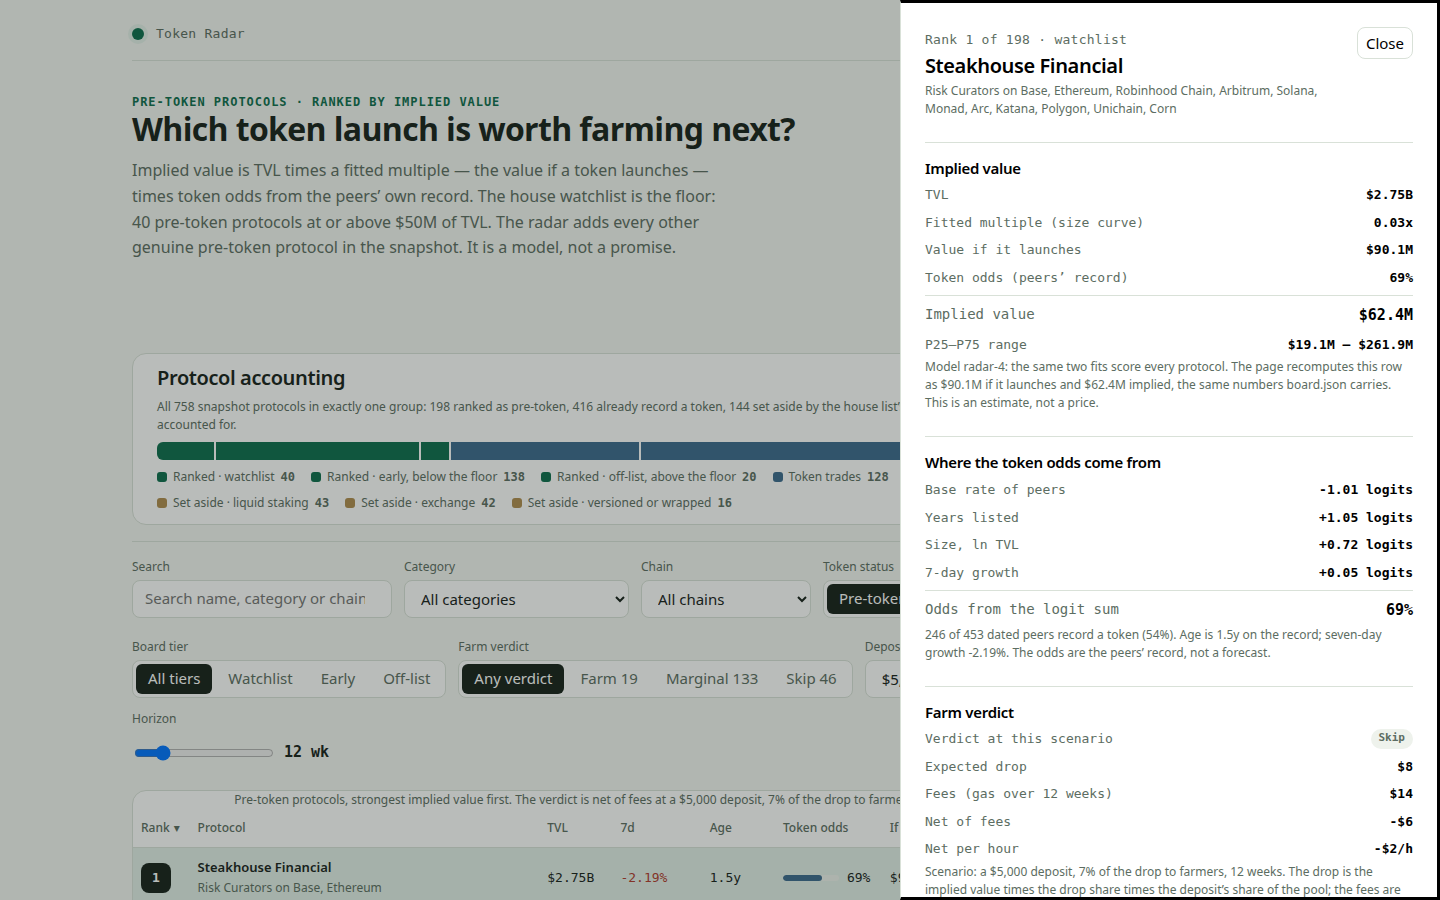 Token Radar
PRE-TOKEN PROTOCOLS · RANKED BY IMPLIED VALUE
Which token launch is worth farming next?
Implied value is TVL times a fitted multiple — the value if a token launches —
times token odds from the peers’ own record. The house watchlist is the floor:
40 pre-token protocols at or above $50M of TVL. The radar adds every other
genuine pre-token protocol in the snapshot. It is a model, not a promise.
Protocol accounting
All 758 snapshot protocols in exactly one group: 198 ranked as pre-token, 416 already record a token, 144 set aside by the house list’
accounted for.
Ranked · watchlist 40
Ranked · early, below the floor 138
Ranked · off-list, above the floor 20
Token trades 128
Set aside · liquid staking 43
Set aside · exchange 42
Set aside · versioned or wrapped 16
Search
Category
Chain
Token status
Search name, category or chain
All categories
All chains
Pre-token
Board tier
Farm verdict
All tiers
Watchlist
Early
Off-list
Any verdict
Farm 19
Marginal 133
Skip 46
Horizon
12 wk
Pre-token protocols, strongest implied value first. The verdict is net of fees at a $5,000 deposit, 7% of the drop to farme
Rank ▾
Protocol
TVL
7d
Age
Token odds
If
1
Steakhouse Financial
Risk Curators on Base, Ethereum
$2.75B
-2.19%
1.5y
69%
Rank 1 of 198 · watchlist
Close
Steakhouse Financial
Risk Curators on Base, Ethereum, Robinhood Chain, Arbitrum, Solana,
Monad, Arc, Katana, Polygon, Unichain, Corn
Implied value
TVL $2.75B
Fitted multiple (size curve) 0.03x
Value if it launches $90.1M
Token odds (peers’ record) 69%
Implied value $62.4M
P25–P75 range $19.1M – $261.9M
Model radar-4: the same two fits score every protocol. The page recomputes this row
as $90.1M if it launches and $62.4M implied, the same numbers board.json carries.
This is an estimate, not a price.
Where the token odds come from
Base rate of peers -1.01 logits
Years listed +1.05 logits
Size, ln TVL +0.72 logits
7-day growth +0.05 logits
Odds from the logit sum 69%
246 of 453 dated peers record a token (54%). Age is 1.5y on the record; seven-day
growth -2.19%. The odds are the peers’ record, not a forecast.
Farm verdict
Verdict at this scenario Skip
Expected drop $8
Fees (gas over 12 weeks) $14
Net of fees -$6
Net per hour -$2/h
Scenario: a $5,000 deposit, 7% of the drop to farmers, 12 weeks. The drop is the
implied value times the drop share times the deposit’s share of the pool; the fees are